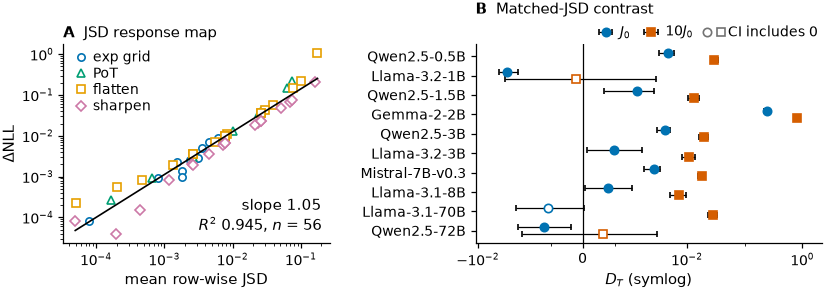 A JSD response map
exp grid
PoT
flatten
sharpen
ΔNLL
10⁰
10⁻¹
10⁻²
10⁻³
10⁻⁴
slope 1.05
R² 0.945, n = 56
10⁻⁴
10⁻³
10⁻²
10⁻¹
mean row-wise JSD
B Matched-JSD contrast
J₀
10J₀
CI includes 0
Qwen2.5-0.5B
Llama-3.2-1B
Qwen2.5-1.5B
Gemma-2-2B
Qwen2.5-3B
Llama-3.2-3B
Mistral-7B-v0.3
Llama-3.1-8B
Llama-3.1-70B
Qwen2.5-72B
−10⁻²
0
10⁻²
10⁰
D_T (symlog)